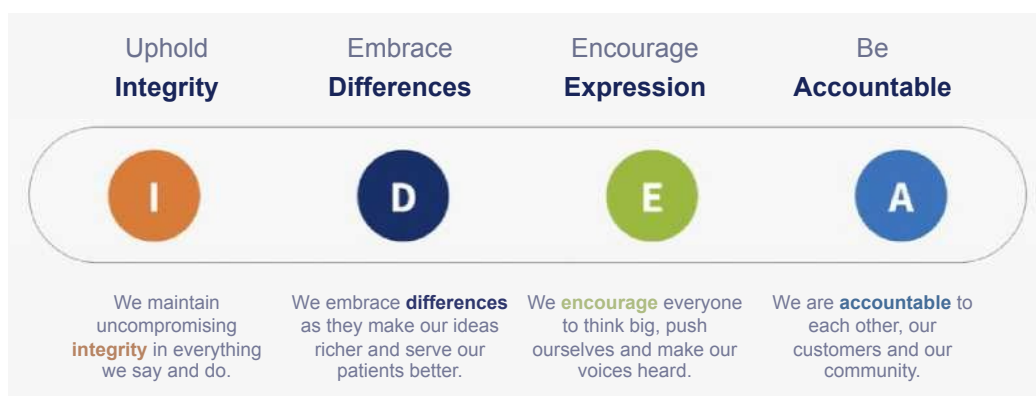 Uphold
Integrity
Embrace
Differences
Encourage
Expression
Be
Accountable
I
D
E
A
We maintain
uncompromising
integrity in everything
we say and do.
We embrace differences
as they make our ideas
richer and serve our
patients better.
We encourage everyone
to think big, push
ourselves and make our
voices heard.
We are accountable to
each other, our
customers and our
community.